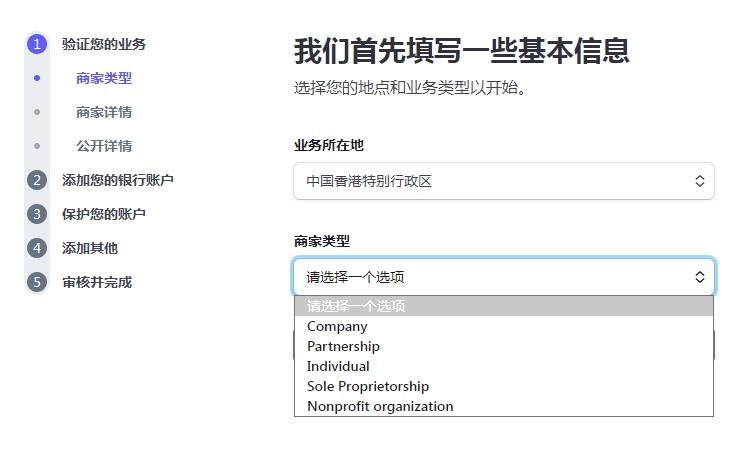 1 验证您的业务
商家类型
商家详情
公开详情
2 添加您的银行账户
3 保护您的账户
4 添加其他
5 审核并完成
我们首先填写一些基本信息
选择您的地点和业务类型以开始。
业务所在地
中国香港特别行政区
商家类型
请选择一个选项
请选择一个选项
Company
Partnership
Individual
Sole Proprietorship
Nonprofit organization